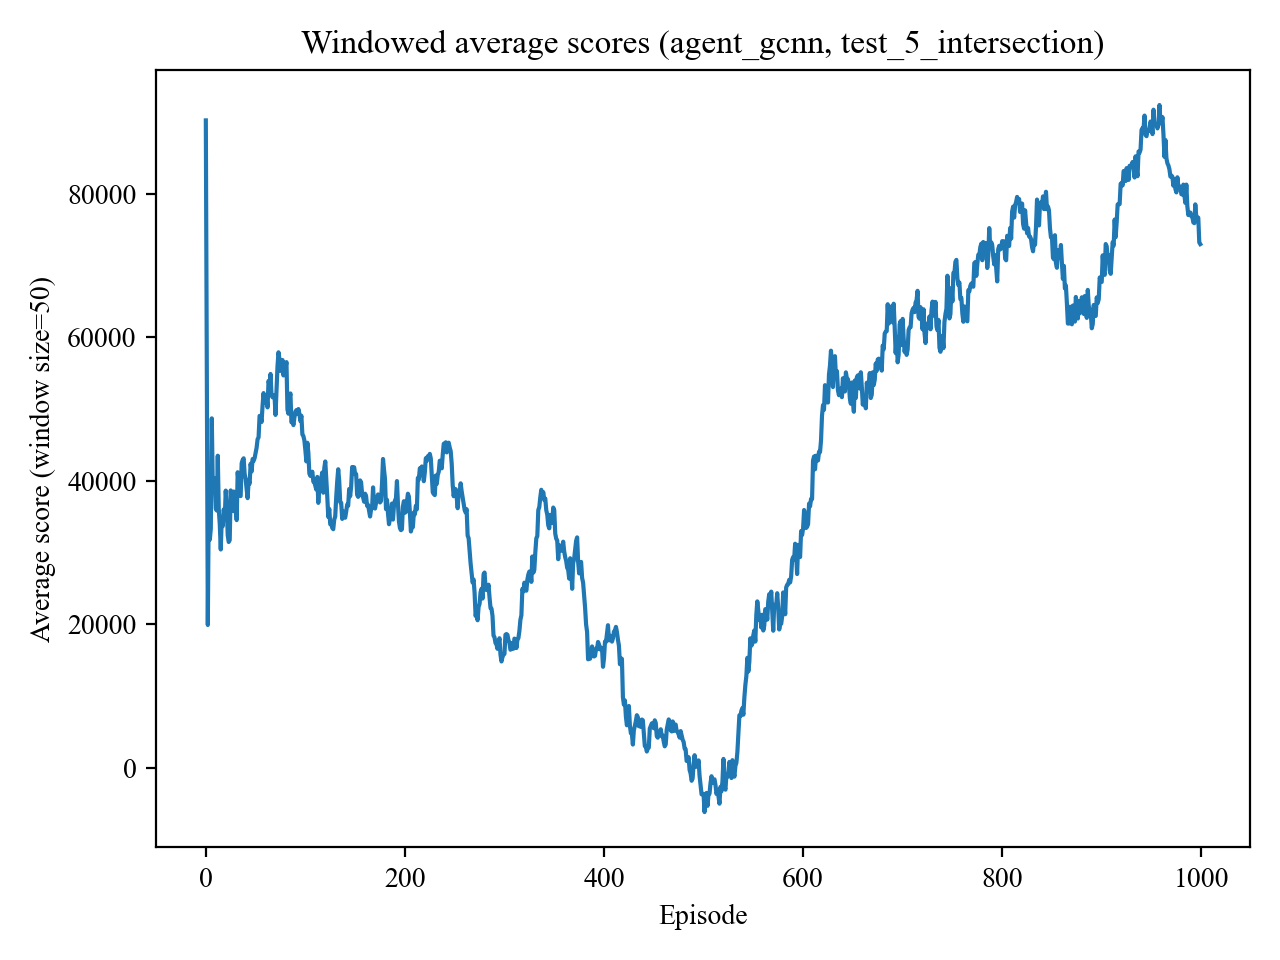 Windowed average scores (agent_gcnn, test_5_intersection)
Average score (window size=50)
80000
60000
40000
20000
0
0 200 400 600 800 1000
Episode